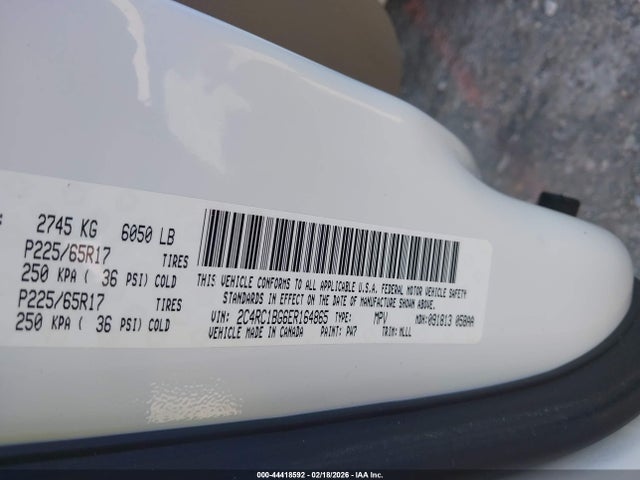 2745 KG 6050 LB
P225/65R17 TIRES
250 KPA ( 36 PSI) COLD
P225/65R17 TIRES
250 KPA ( 36 PSI) COLD
THIS VEHICLE CONFORMS TO ALL APPLICABLE U.S.A. FEDERAL MOTOR VEHICLE SAFETY
STANDARDS IN EFFECT ON THE DATE OF MANUFACTURE SHOWN ABOVE.
VIN: 2C4RC1BG6ER164865 TYPE: MPV MDH: 091813 058AA
VEHICLE MADE IN CANADA PAINT: PW7 TRIM: MLLL
000-44418592 - 02/18/2026 - IAA Inc.